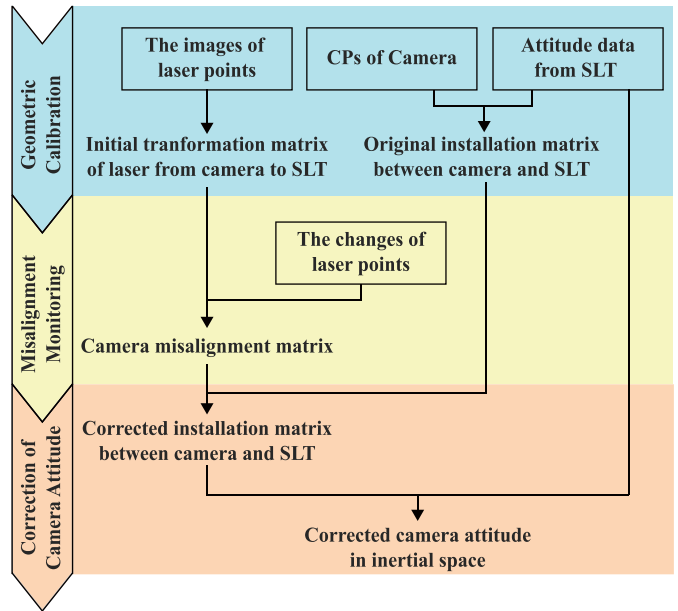 Geometric
Calibration
The images of
laser points
CPs of Camera
Attitude data
from SLT
Initial tranformation matrix
of laser from camera to SLT
Original installation matrix
between camera and SLT
Misalignment
Monitoring
The changes of
laser points
Camera misalignment matrix
Correction of
Camera Attitude
Corrected installation matrix
between camera and SLT
Corrected camera attitude
in inertial space